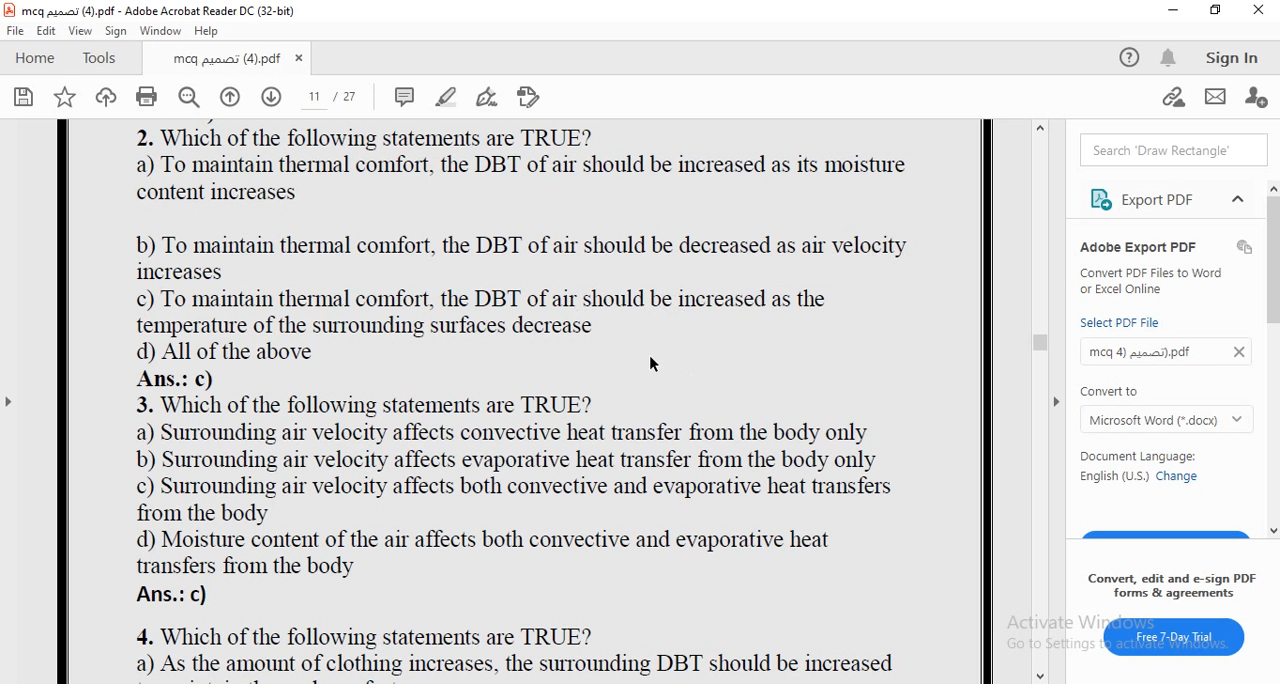 mcq تصميم (4).pdf - Adobe Acrobat Reader DC (32-bit)
File Edit View Sign Window Help
Home Tools mcq تصميم (4).pdf × Sign In
11 / 27
2. Which of the following statements are TRUE?
a) To maintain thermal comfort, the DBT of air should be increased as its moisture
content increases
b) To maintain thermal comfort, the DBT of air should be decreased as air velocity
increases
c) To maintain thermal comfort, the DBT of air should be increased as the
temperature of the surrounding surfaces decrease
d) All of the above
Ans.: c)
3. Which of the following statements are TRUE?
a) Surrounding air velocity affects convective heat transfer from the body only
b) Surrounding air velocity affects evaporative heat transfer from the body only
c) Surrounding air velocity affects both convective and evaporative heat transfers
from the body
d) Moisture content of the air affects both convective and evaporative heat
transfers from the body
Ans.: c)
4. Which of the following statements are TRUE?
a) As the amount of clothing increases, the surrounding DBT should be increased
Search 'Draw Rectangle'
Export PDF
Adobe Export PDF
Convert PDF Files to Word
or Excel Online
Select PDF File
mcq تصميم (4).pdf
Convert to
Microsoft Word (*.docx)
Document Language:
English (U.S.) Change
Convert, edit and e-sign PDF
forms & agreements
Free 7-Day Trial
Activate Windows
Go to Settings to activate Windows.